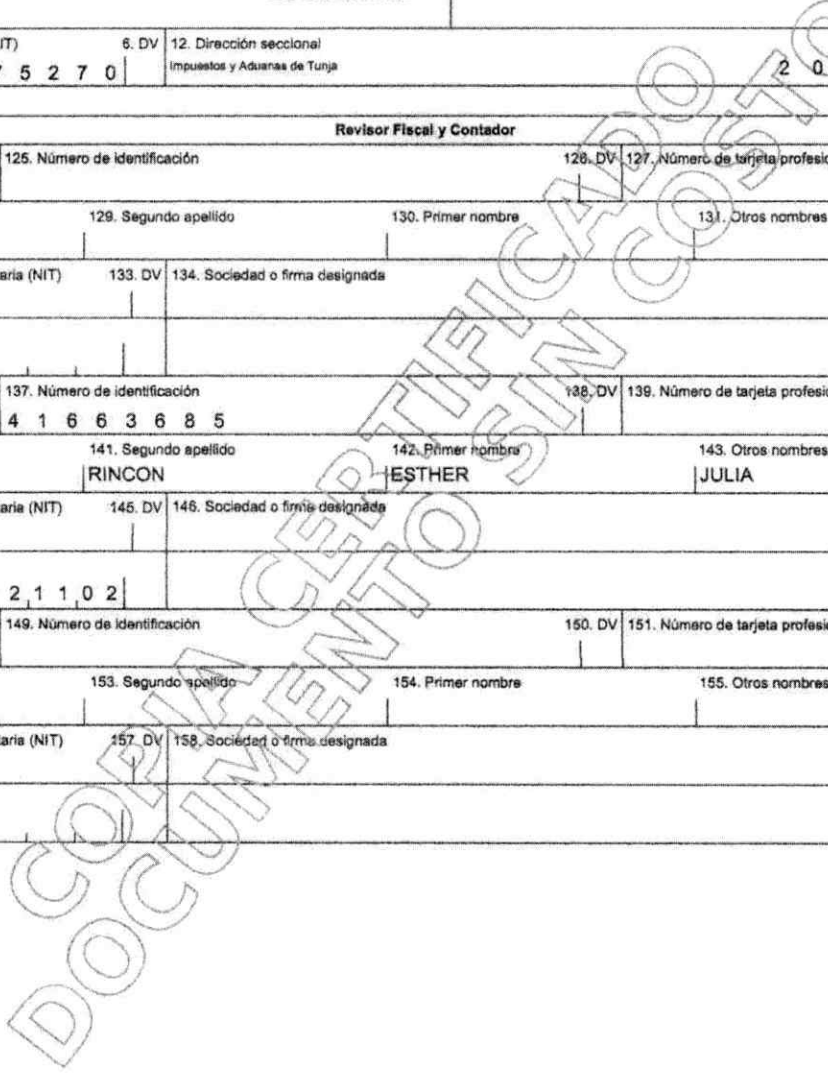 IT) 6. DV 12. Dirección seccional
5 2 7 0 Impuestos y Aduanas de Tunja 2 0
Revisor Fiscal y Contador
125. Número de identificación 126. DV 127. Número de tarjeta profesio
129. Segundo apellido 130. Primer nombre 131. Otros nombres
aria (NIT) 133. DV 134. Sociedad o firma designada
137. Número de identificación 138. DV 139. Número de tarjeta profesio
4 1 6 6 3 6 8 5
141. Segundo apellido 142. Primer nombre 143. Otros nombres
RINCON ESTHER JULIA
aria (NIT) 145. DV 146. Sociedad o firma designada
2 1 1 0 2
149. Número de identificación 150. DV 151. Número de tarjeta profesio
153. Segundo apellido 154. Primer nombre 155. Otros nombres
aria (NIT) 157. DV 158. Sociedad o firma designada
COPIA CERTIFICADO
DOCUMENTO SIN COSTO